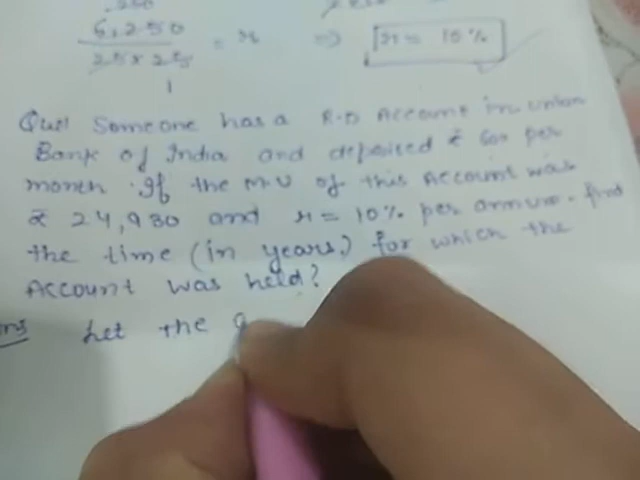 6,250
25x25 = r ⇒ r = 10%
1
Que! Someone has a R.D Account in union
Bank of India and deposited ₹ 600 per
month. If the M.V of this Account was
₹ 24,930 and r = 10% per annum. find
the time (in years) for which the
Account was held?
Ans Let the